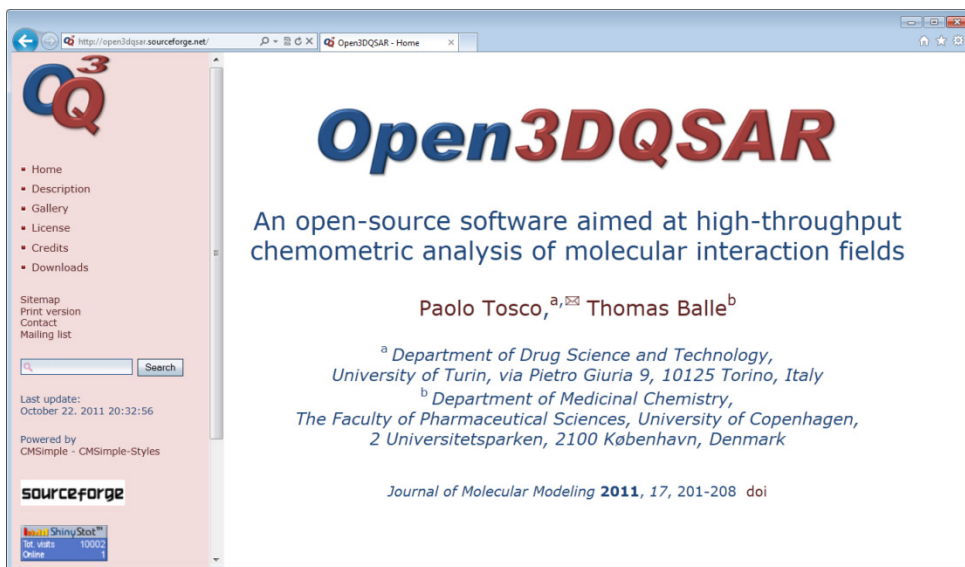 http://open3dqsar.sourceforge.net/
Open3DQSAR - Home
OQ3
Home
Description
Gallery
License
Credits
Downloads
Sitemap
Print version
Contact
Mailing list
Search
Last update:
October 22. 2011 20:32:56
Powered by
CMSimple - CMSimple-Styles
sourceforge
ShinyStat™
Tot. visits 10002
Online 1
Open3DQSAR
An open-source software aimed at high-throughput
chemometric analysis of molecular interaction fields
Paolo Tosco,a,✉ Thomas Balleb
a Department of Drug Science and Technology,
University of Turin, via Pietro Giuria 9, 10125 Torino, Italy
b Department of Medicinal Chemistry,
The Faculty of Pharmaceutical Sciences, University of Copenhagen,
2 Universitetsparken, 2100 København, Denmark
Journal of Molecular Modeling 2011, 17, 201-208 doi